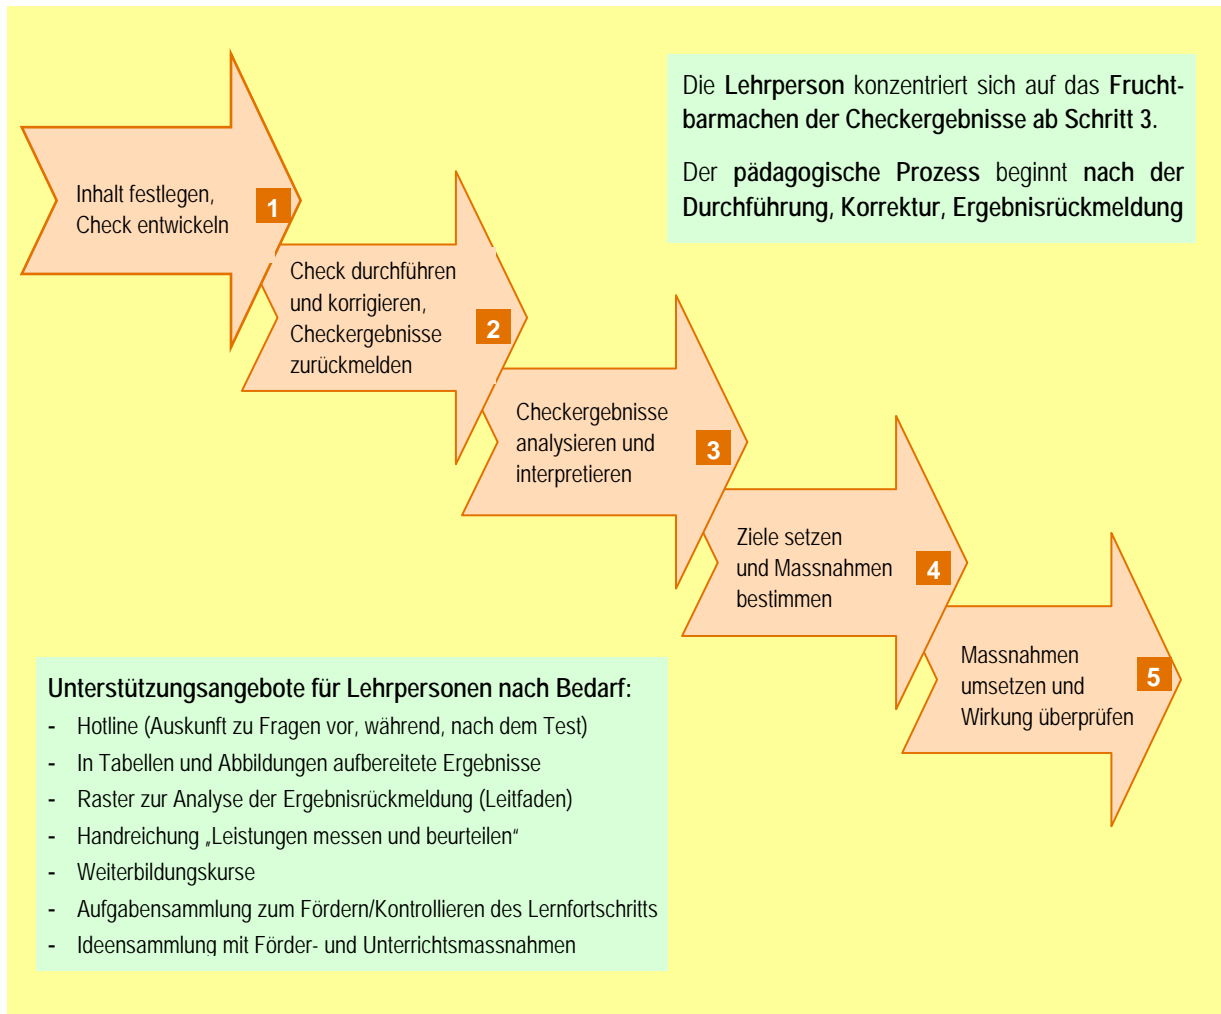 Die Lehrperson konzentriert sich auf das Frucht-
barmachen der Checkergebnisse ab Schritt 3.
Der pädagogische Prozess beginnt nach der
Durchführung, Korrektur, Ergebnisrückmeldung
Inhalt festlegen,
Check entwickeln
1
Check durchführen
und korrigieren,
Checkergebnisse
zurückmelden
2
Checkergebnisse
analysieren und
interpretieren
3
Ziele setzen
und Massnahmen
bestimmen
4
Massnahmen
umsetzen und
Wirkung überprüfen
5
Unterstützungsangebote für Lehrpersonen nach Bedarf:
- Hotline (Auskunft zu Fragen vor, während, nach dem Test)
- In Tabellen und Abbildungen aufbereitete Ergebnisse
- Raster zur Analyse der Ergebnisrückmeldung (Leitfaden)
- Handreichung „Leistungen messen und beurteilen“
- Weiterbildungskurse
- Aufgabensammlung zum Fördern/Kontrollieren des Lernfortschritts
- Ideensammlung mit Förder- und Unterrichtsmassnahmen